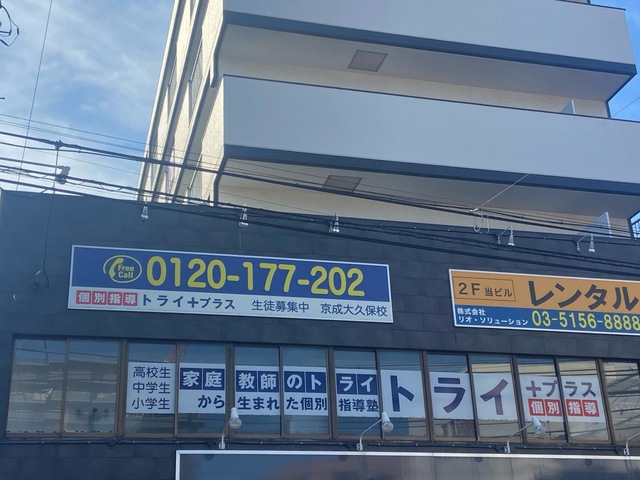 Free Call 0120-177-202
個別指導 トライ+プラス 生徒募集中 京成大久保校
2F 当ビル レンタル
株式会社
リオ・ソリューション 03-5156-8888
高校生
中学生
小学生
家庭教師のトライ
から生まれた個別指導塾
トライ
+プラス
個別指導